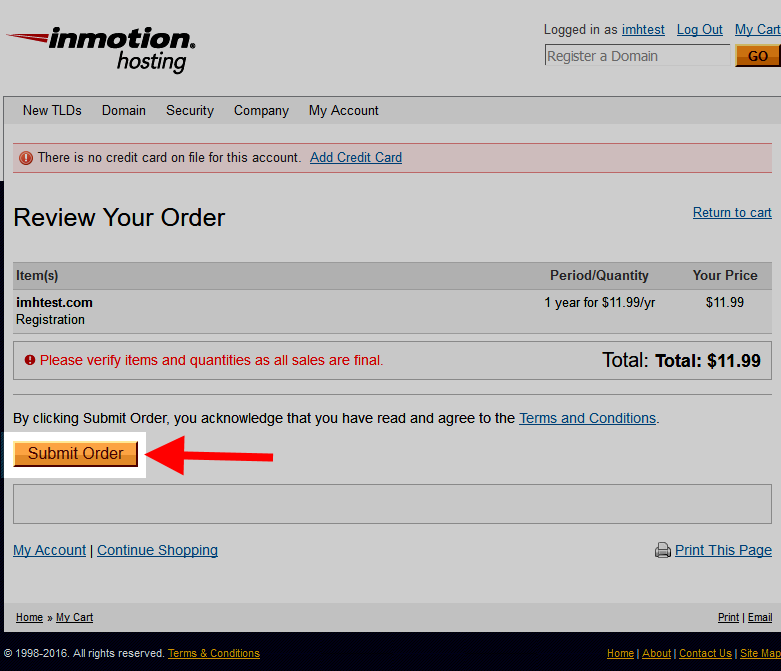 inmotion
hosting
Logged in as imhtest Log Out My Cart
Register a Domain GO
New TLDs Domain Security Company My Account
There is no credit card on file for this account. Add Credit Card
Review Your Order
Return to cart
Item(s) Period/Quantity Your Price
imhtest.com 1 year for $11.99/yr $11.99
Registration
Please verify items and quantities as all sales are final. Total: Total: $11.99
By clicking Submit Order, you acknowledge that you have read and agree to the Terms and Conditions.
Submit Order
My Account | Continue Shopping Print This Page
Home » My Cart Print | Email
© 1998-2016. All rights reserved. Terms & Conditions Home | About | Contact Us | Site Map